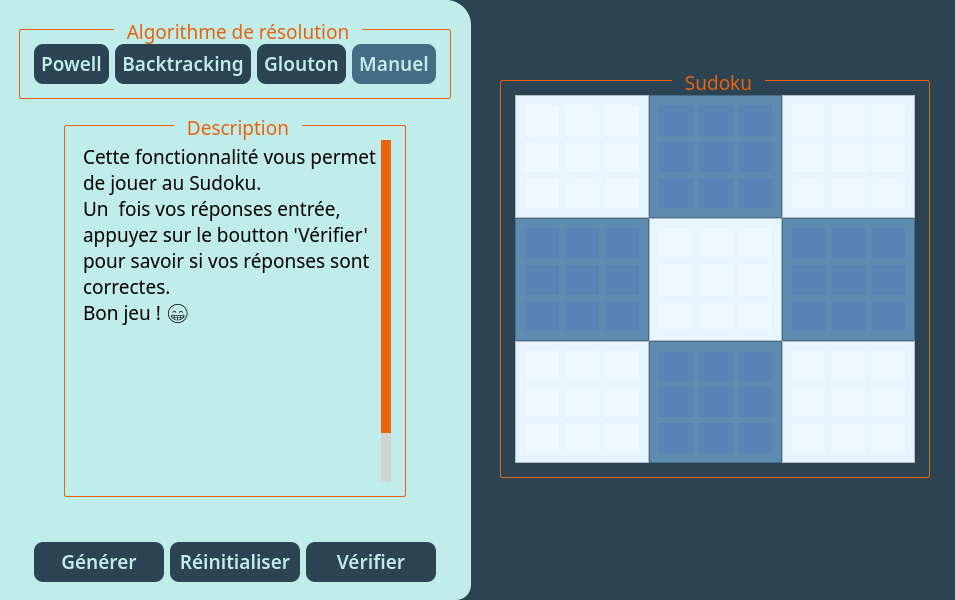 Algorithme de résolution
Powell Backtracking Glouton Manuel
Description
Cette fonctionnalité vous permet
de jouer au Sudoku.
Un  fois vos réponses entrée,
appuyez sur le boutton 'Vérifier'
pour savoir si vos réponses sont
correctes.
Bon jeu ! 😁
Générer Réinitialiser Vérifier
Sudoku